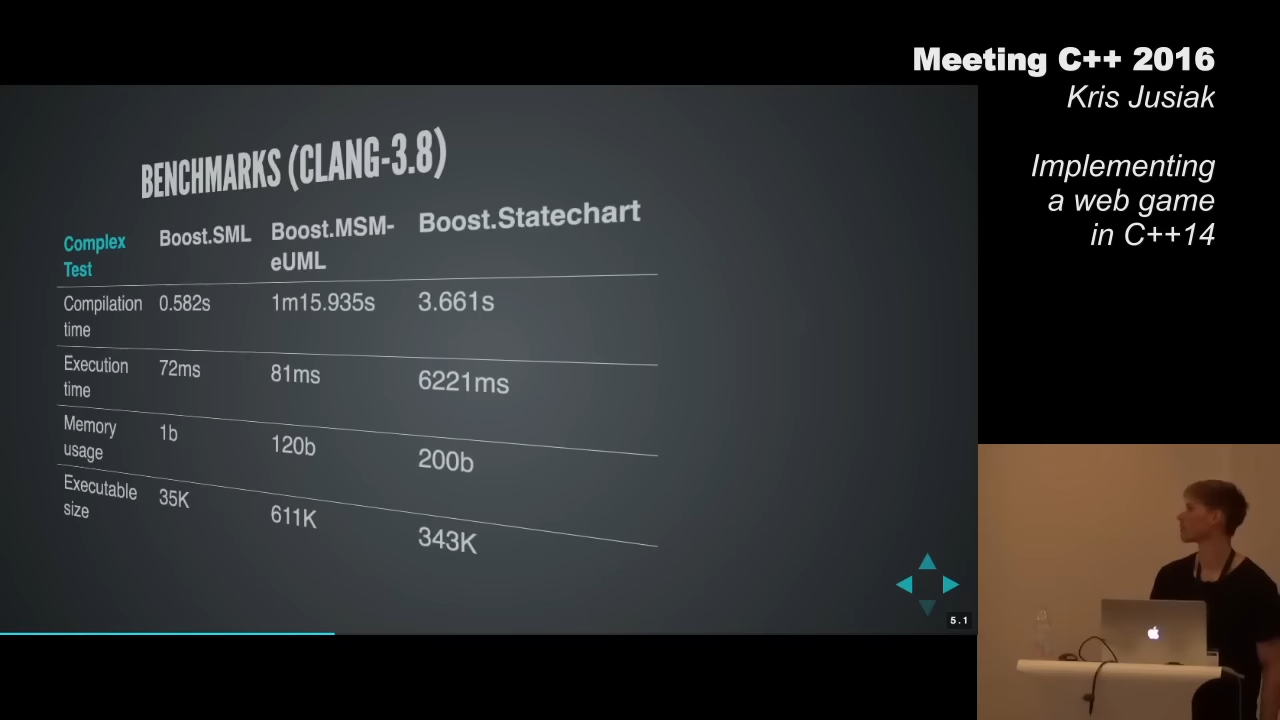 Meeting C++ 2016
Kris Jusiak
Implementing
a web game
in C++14
BENCHMARKS (CLANG-3.8)
Complex
Test
Boost.SML
Boost.MSM-
eUML
Boost.Statechart
Compilation
time
0.582s
1m15.935s
3.661s
Execution
time
72ms
81ms
6221ms
Memory
usage
1b
120b
200b
Executable
size
35K
611K
343K
5.1